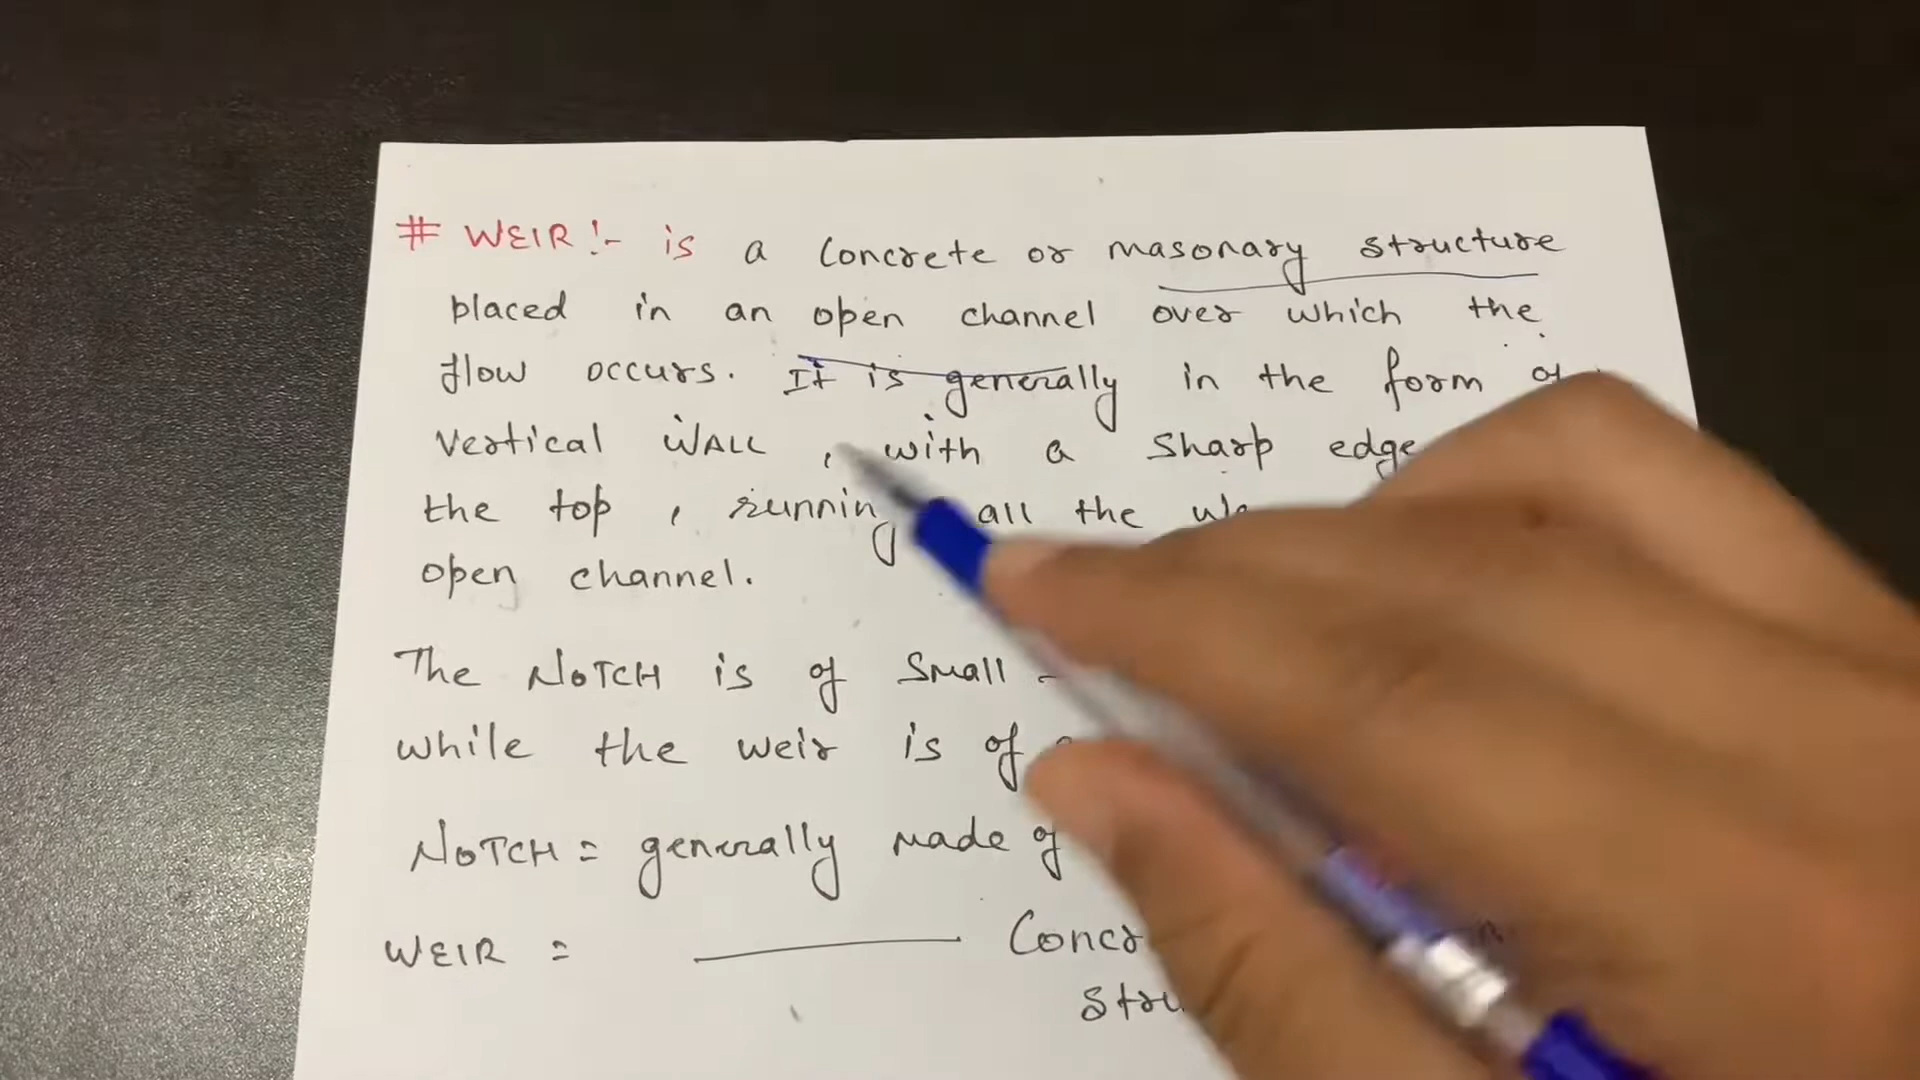 # WEIR :- is a concrete or masonary structure
placed in an open channel over which the
flow occurs. It is generally in the form of
vertical WALL , with a sharp edge
the top , running all the
open channel.
The NOTCH is of small
while the weir is of
NOTCH = generally made of
WEIR =